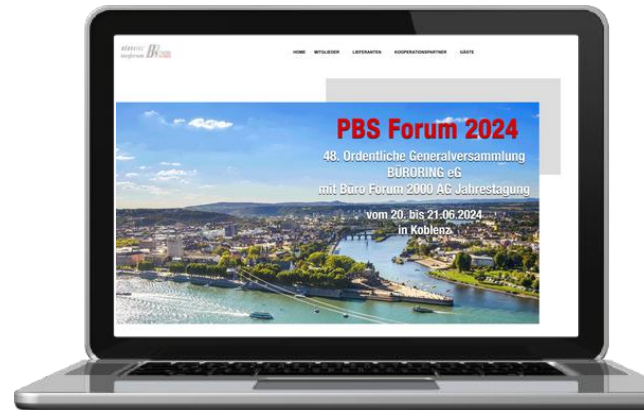 HOME MITGLIEDER LIEFERANTEN KOOPERATIONSPARTNER GÄSTE
PBS Forum 2024
48. Ordentliche Generalversammlung
BÜRORING eG
mit Büro Forum 2000 AG Jahrestagung
vom 20. bis 21.06.2024
in Koblenz